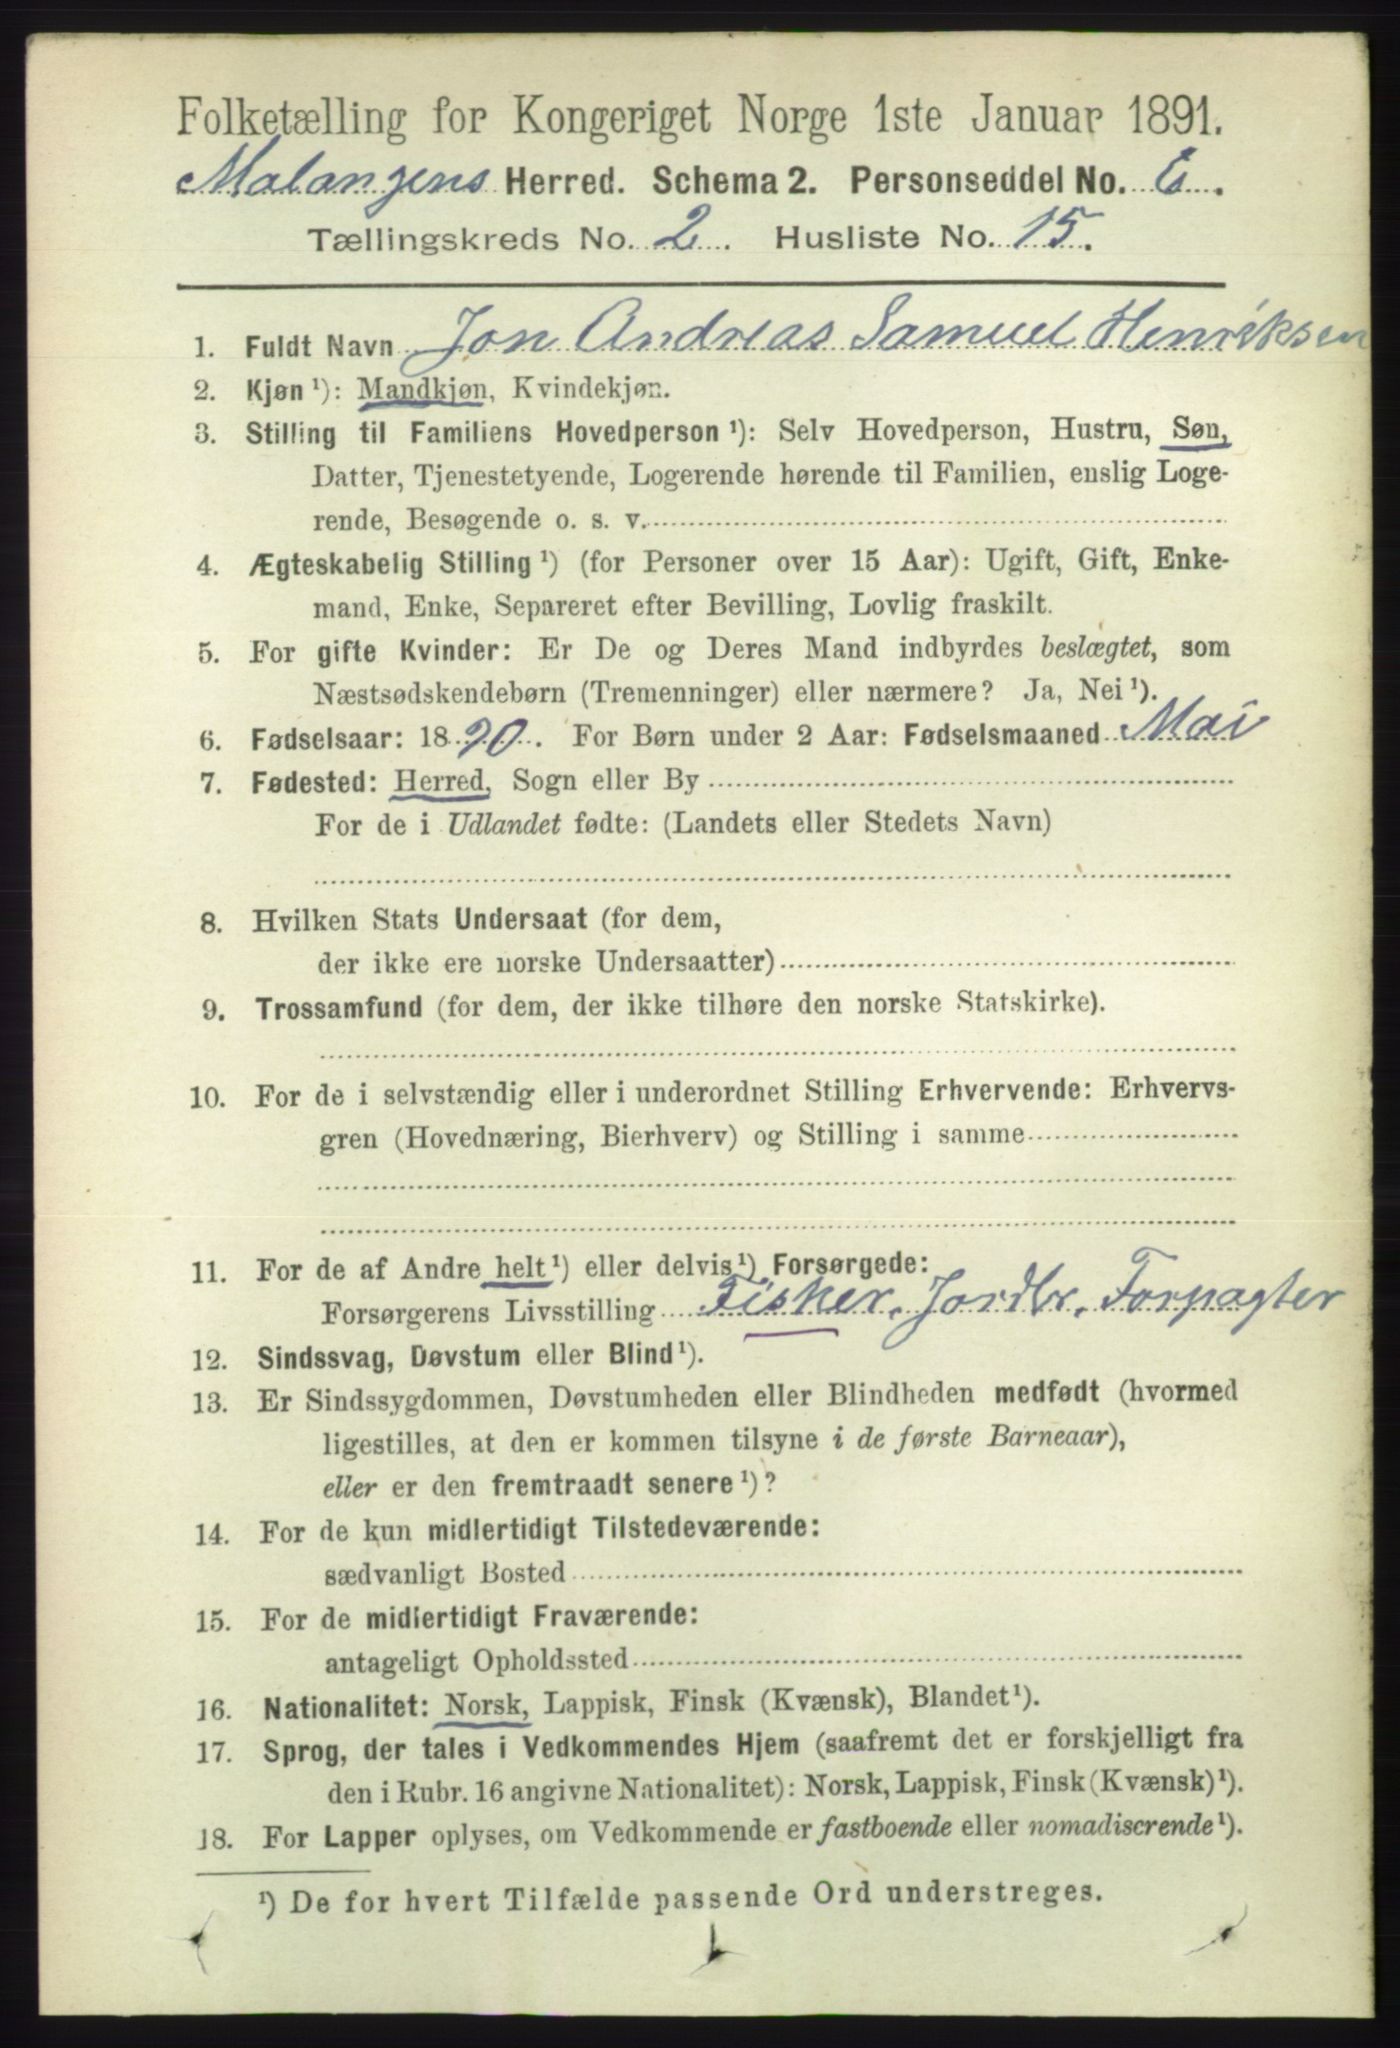 Folketælling for Kongeriget Norge 1ste Januar 1891.
Malangens Herred. Schema 2. Personseddel No. 6.
Tællingskreds No. 2. Husliste No. 15.
1. Fuldt Navn Jon Andreas Samuel Henriksen
2. Kjøn ¹): Mandkjøn, Kvindekjøn.
3. Stilling til Familiens Hovedperson ¹): Selv Hovedperson, Hustru, Søn,
Datter, Tjenestetyende, Logerende hørende til Familien, enslig Loge-
rende, Besøgende o. s. v.
4. Ægteskabelig Stilling ¹) (for Personer over 15 Aar): Ugift, Gift, Enke-
mand, Enke, Separeret efter Bevilling, Lovlig fraskilt.
5. For gifte Kvinder: Er De og Deres Mand indbyrdes beslægtet, som
Næstsødskendebørn (Tremenninger) eller nærmere? Ja, Nei ¹).
6. Fødselsaar: 1890. For Børn under 2 Aar: Fødselsmaaned Mai
7. Fødested: Herred, Sogn eller By
For de i Udlandet fødte: (Landets eller Stedets Navn)
8. Hvilken Stats Undersaat (for dem,
der ikke ere norske Undersaatter)
9. Trossamfund (for dem, der ikke tilhøre den norske Statskirke).
10. For de i selvstændig eller i underordnet Stilling Erhvervende: Erhvervs-
gren (Hovednæring, Bierhverv) og Stilling i samme
11. For de af Andre helt ¹) eller delvis ¹) Forsørgede:
Forsørgerens Livsstilling Fisker, Jordbr. Forpagter
12. Sindssvag, Døvstum eller Blind ¹).
13. Er Sindssygdommen, Døvstumheden eller Blindheden medfødt (hvormed
ligestilles, at den er kommen tilsyne i de første Barneaar),
eller er den fremtraadt senere ¹)?
14. For de kun midlertidigt Tilstedeværende:
sædvanligt Bosted
15. For de midlertidigt Fraværende:
antageligt Opholdssted
16. Nationalitet: Norsk, Lappisk, Finsk (Kvænsk), Blandet ¹).
17. Sprog, der tales i Vedkommendes Hjem (saafremt det er forskjelligt fra
den i Rubr. 16 angivne Nationalitet): Norsk, Lappisk, Finsk (Kvænsk) ¹).
18. For Lapper oplyses, om Vedkommende er fastboende eller nomadiserende ¹).
¹) De for hvert Tilfælde passende Ord understreges.